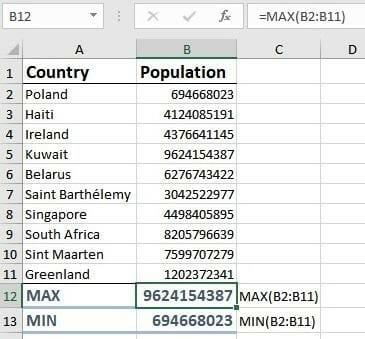 B12 fx =MAX(B2:B11)
A B C D
1 Country Population
2 Poland 694668023
3 Haiti 4124085191
4 Ireland 4376641145
5 Kuwait 9624154387
6 Belarus 6276743422
7 Saint Barthélemy 3042522977
8 Singapore 4498405895
9 South Africa 8205796639
10 Sint Maarten 7599707279
11 Greenland 1202372341
12 MAX 9624154387 MAX(B2:B11)
13 MIN 694668023 MIN(B2:B11)